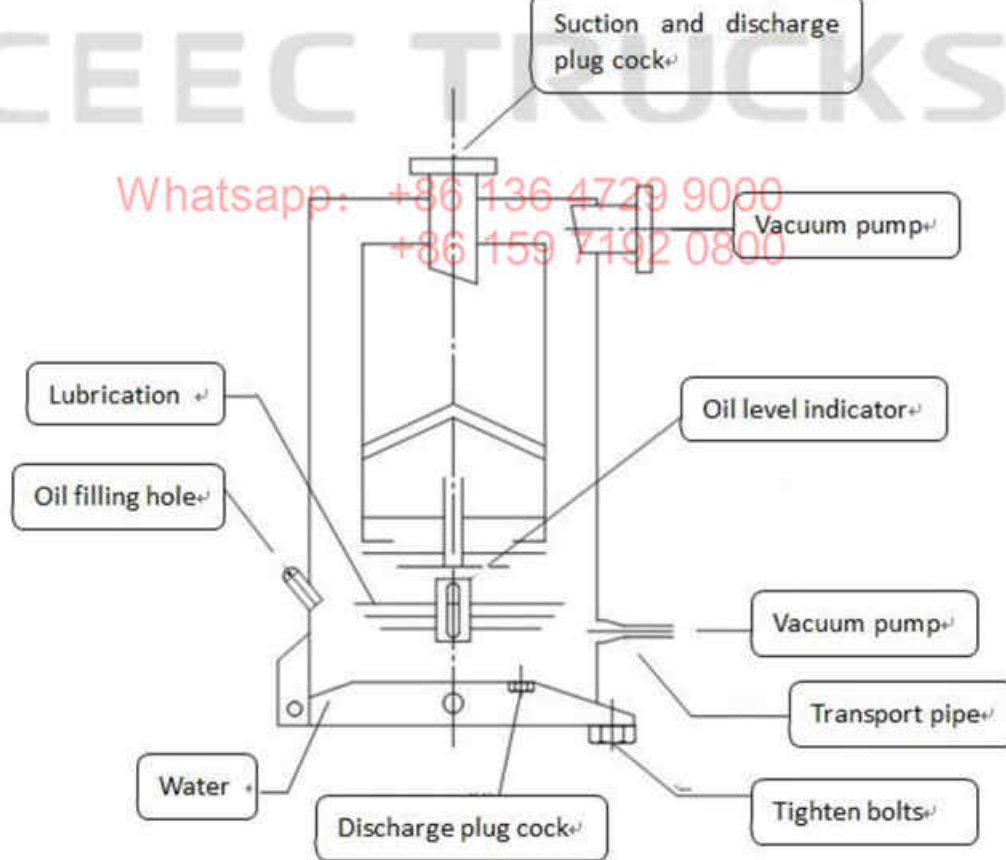 CEEC TRUCKS
Suction and discharge
plug cock↵
Whatsapp: +86 136 4729 9000
+86 159 7192 0800
Vacuum pump↵
Lubrication ↵
Oil level indicator↵
Oil filling hole↵
Vacuum pump↵
Transport pipe↵
Water ↵
Tighten bolts↵
Discharge plug cock↵